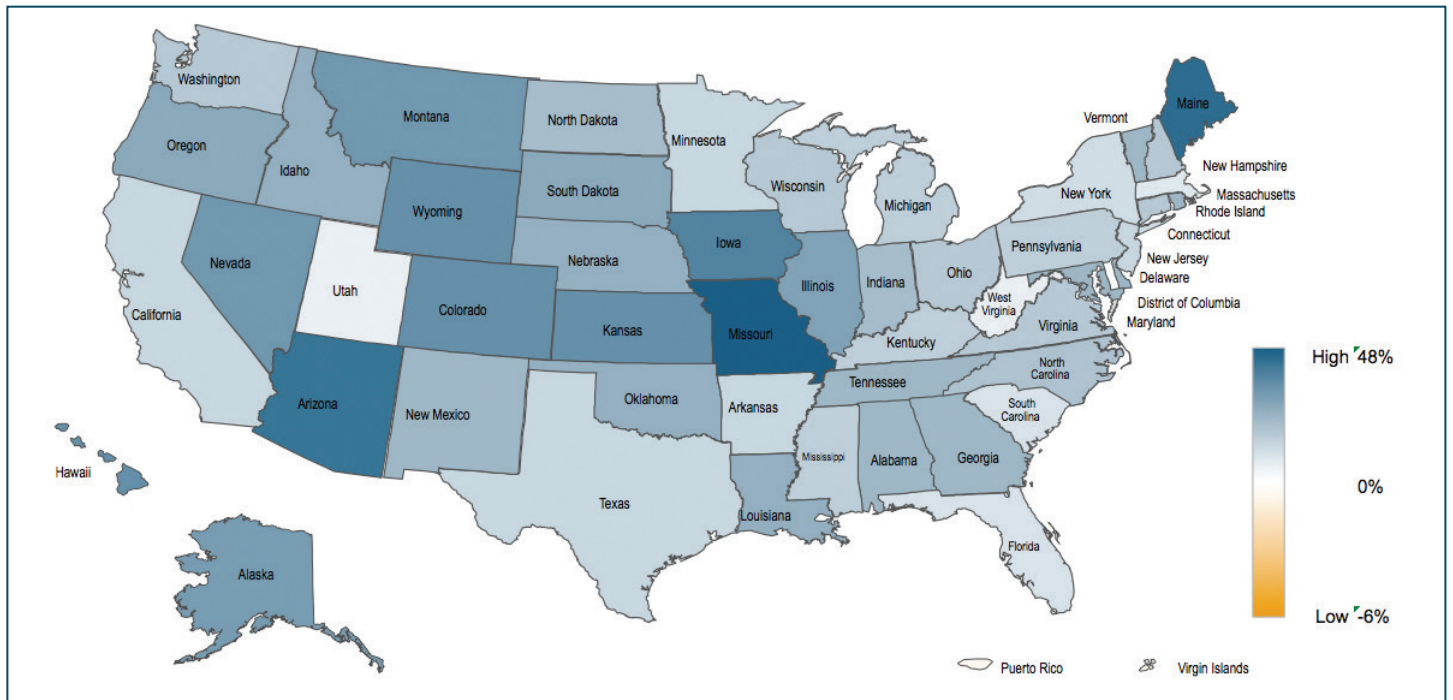 Washington
Montana
North Dakota
Minnesota
Maine
Vermont
Oregon
Idaho
South Dakota
Wisconsin
Michigan
New York
New Hampshire
Massachusetts
Rhode Island
Connecticut
Wyoming
Iowa
Pennsylvania
New Jersey
Delaware
District of Columbia
Maryland
Nevada
Utah
Nebraska
Illinois
Indiana
Ohio
West
Virginia
Virginia
California
Colorado
Kansas
Missouri
Kentucky
North
Carolina
Tennessee
South
Carolina
Arizona
New Mexico
Oklahoma
Arkansas
Mississippi
Alabama
Georgia
Hawaii
Texas
Louisiana
Florida
Alaska
High 48%
0%
Low -6%
Puerto Rico
Virgin Islands